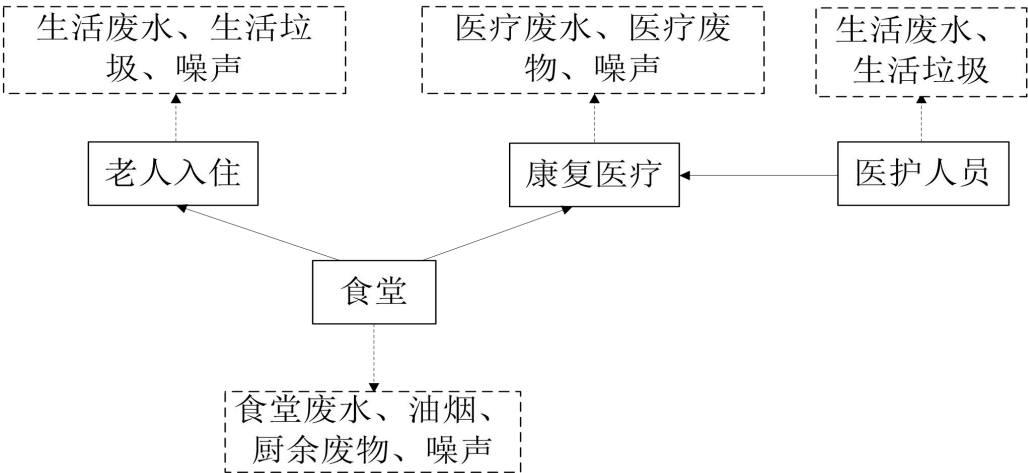 生活废水、生活垃
圾、噪声
医疗废水、医疗废
物、噪声
生活废水、
生活垃圾
老人入住
康复医疗
医护人员
食堂
食堂废水、油烟、
厨余废物、噪声